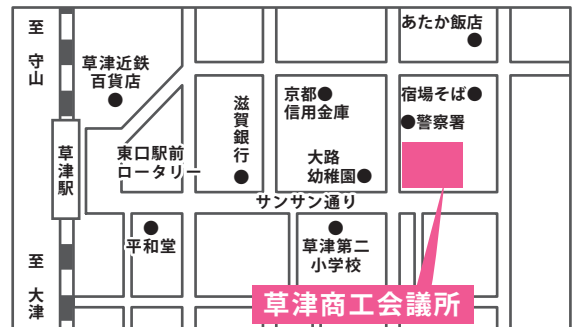 至
守山
草津近鉄
百貨店
あたか飯店
京都
信用金庫
宿場そば
警察署
滋賀銀行
草津駅
東口駅前
ロータリー
大路
幼稚園
サンサン通り
平和堂
草津第二
小学校
至
大津
草津商工会議所